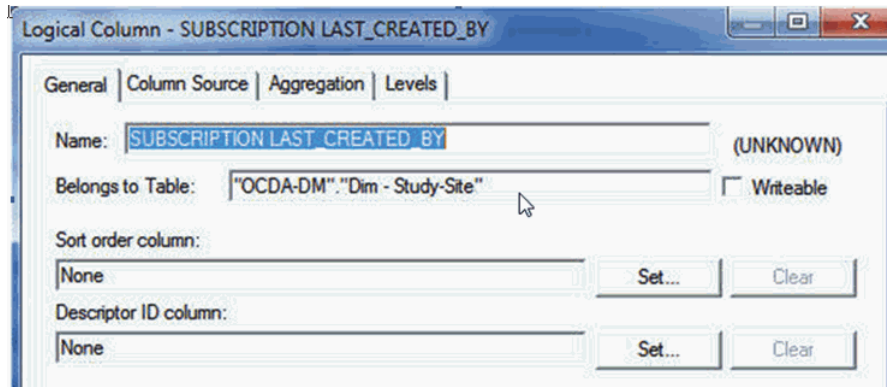 Logical Column - SUBSCRIPTION LAST_CREATED_BY
General Column Source Aggregation Levels
Name: SUBSCRIPTION LAST_CREATED_BY (UNKNOWN)
Belongs to Table: "OCDA-DM"."Dim - Study-Site" Writeable
Sort order column:
None Set... Clear
Descriptor ID column:
None Set... Clear